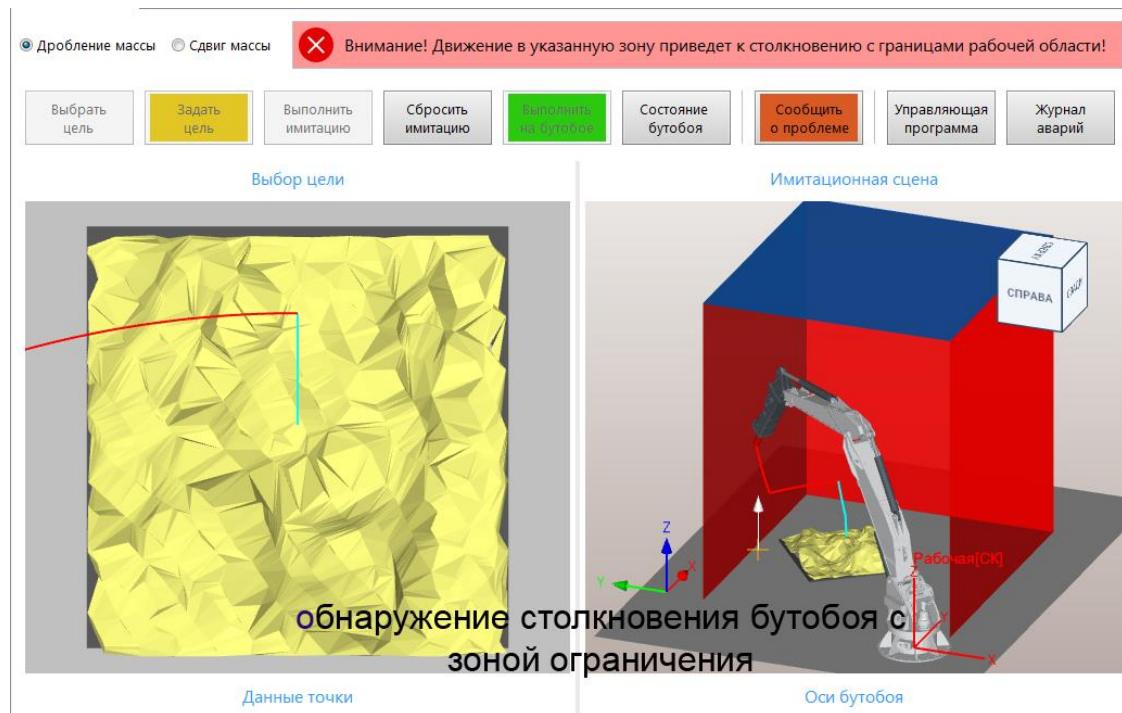 Дробление массы
Сдвиг массы
Внимание! Движение в указанную зону приведет к столкновению с границами рабочей области!
Выбрать
цель
Задать
цель
Выполнить
имитацию
Сбросить
имитацию
Выполнить
на бутобое
Состояние
бутобоя
Сообщить
о проблеме
Управляющая
программа
Журнал
аварий
Выбор цели
Имитационная сцена
СПРАВА
Z
Y
X
Рабочая[СК]
Z
Y
X
обнаружение столкновения бутобоя с
зоной ограничения
Данные точки
Оси бутобоя